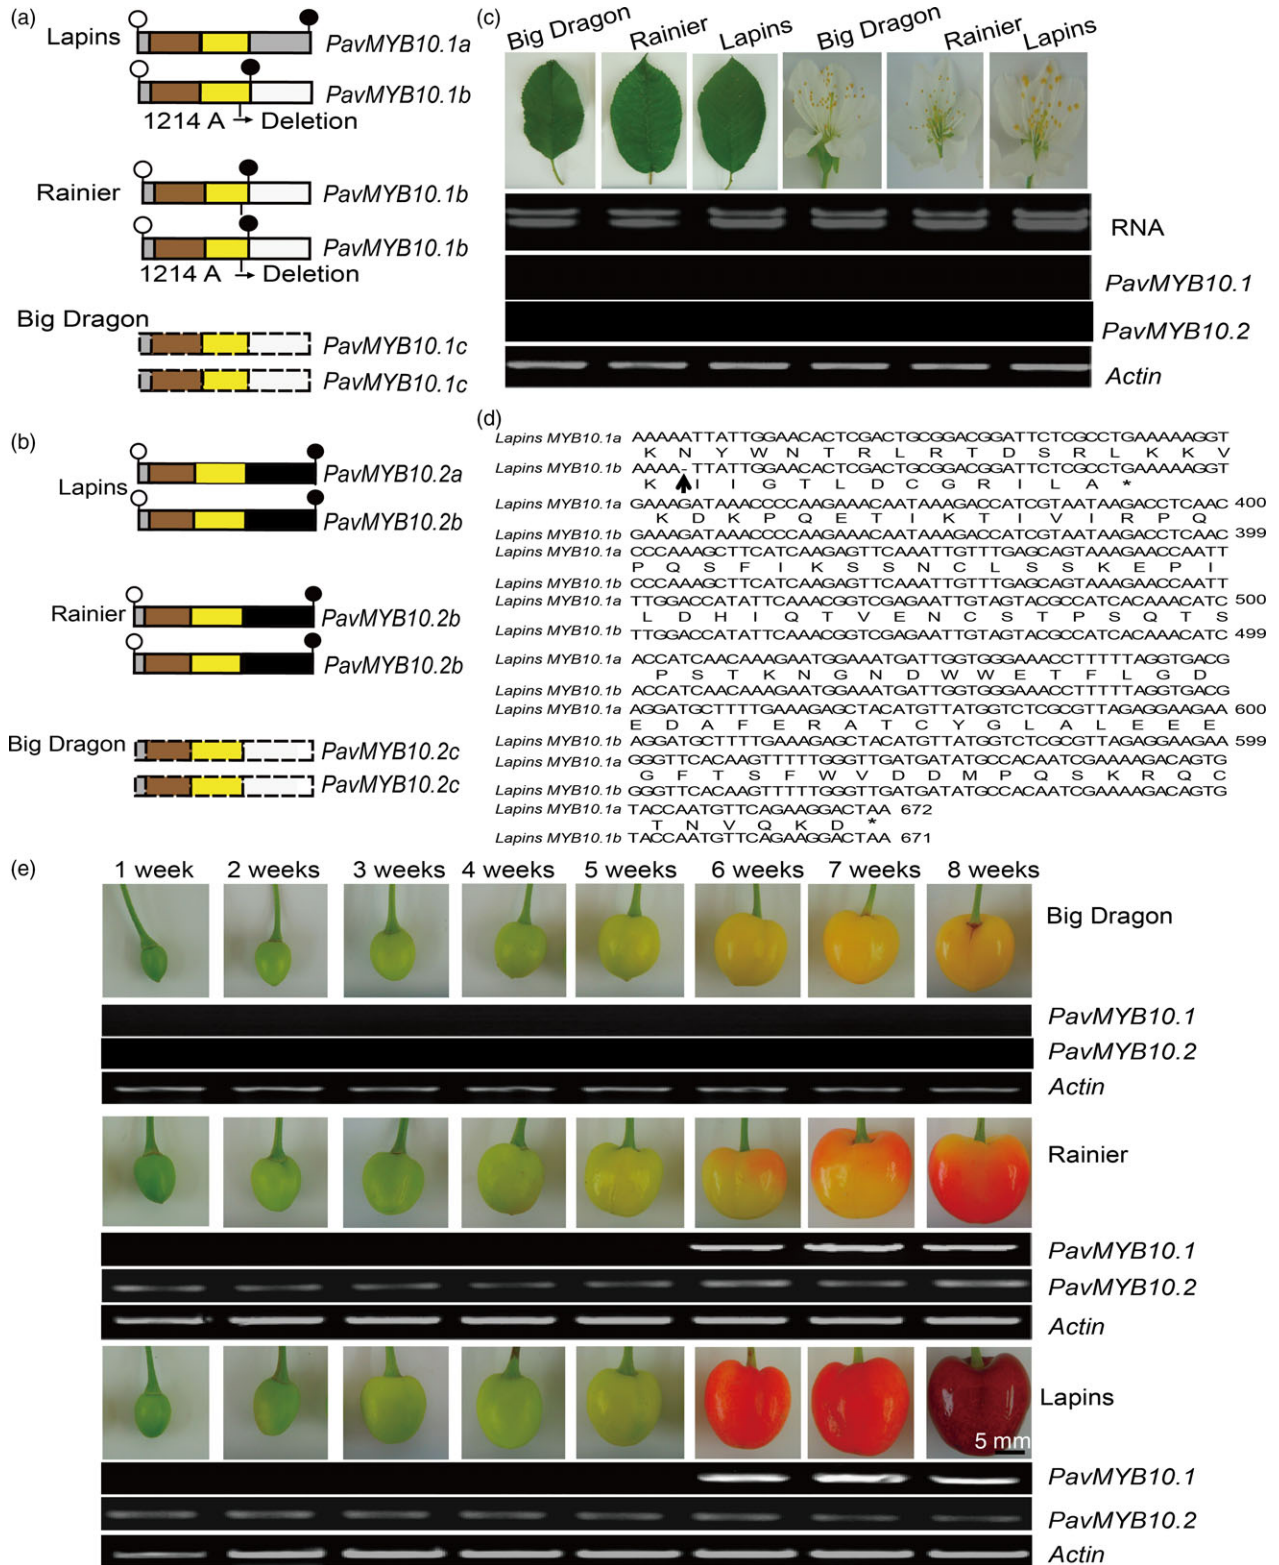 (a)
Lapins
PavMYB10.1a
PavMYB10.1b
1214 A → Deletion
Rainier
PavMYB10.1b
PavMYB10.1b
1214 A → Deletion
Big Dragon
PavMYB10.1c
PavMYB10.1c
(b)
Lapins
PavMYB10.2a
PavMYB10.2b
Rainier
PavMYB10.2b
PavMYB10.2b
Big Dragon
PavMYB10.2c
PavMYB10.2c
(c)
Big Dragon Rainier Lapins Big Dragon Rainier Lapins
RNA
PavMYB10.1
PavMYB10.2
Actin
(d)
Lapins MYB10.1a AAAAATTATTGGAACACTCGACTGCGGACGGATTCTCGCCTGAAAAAGGT
K N Y W N T R L R T D S R L K K V
Lapins MYB10.1b AAAA-TTATTGGAACACTCGACTGCGGACGGATTCTCGCCTGAAAAAGGT
K I I G T L D C G R I L A *
Lapins MYB10.1a GAAAGATAAACCCCAAGAAACAATAAAGACCATCGTAATAAGACCTCAAC 400
K D K P Q E T I K T I V I R P Q
Lapins MYB10.1b GAAAGATAAACCCCAAGAAACAATAAAGACCATCGTAATAAGACCTCAAC 399
Lapins MYB10.1a CCCAAAGCTTCATCAAGAGTTCAAATTGTTTGAGCAGTAAAGAACCAATT
P Q S F I K S S N C L S S K E P I
Lapins MYB10.1b CCCAAAGCTTCATCAAGAGTTCAAATTGTTTGAGCAGTAAAGAACCAATT
Lapins MYB10.1a TTGGACCATATTCAAACGGTCGAGAATTGTAGTACGCCATCACAAACATC 500
L D H I Q T V E N C S T P S Q T S
Lapins MYB10.1b TTGGACCATATTCAAACGGTCGAGAATTGTAGTACGCCATCACAAACATC 499
Lapins MYB10.1a ACCATCAACAAAGAATGGAAATGATTGGTGGGAAACCTTTTTAGGTGACG
P S T K N G N D W W E T F L G D
Lapins MYB10.1b ACCATCAACAAAGAATGGAAATGATTGGTGGGAAACCTTTTTAGGTGACG
Lapins MYB10.1a AGGATGCTTTTGAAAGAGCTACATGTTATGGTCTCGCGTTAGAGGAAGAA 600
E D A F E R A T C Y G L A L E E E
Lapins MYB10.1b AGGATGCTTTTGAAAGAGCTACATGTTATGGTCTCGCGTTAGAGGAAGAA 599
Lapins MYB10.1a GGGTTCACAAGTTTTTGGGTTGATGATATGCCACAATCGAAAAGACAGTG
G F T S F W V D D M P Q S K R Q C
Lapins MYB10.1b GGGTTCACAAGTTTTTGGGTTGATGATATGCCACAATCGAAAAGACAGTG
Lapins MYB10.1a TACCAATGTTCAGAAGGACTAA 672
T N V Q K D *
Lapins MYB10.1b TACCAATGTTCAGAAGGACTAA 671
(e)
1 week 2 weeks 3 weeks 4 weeks 5 weeks 6 weeks 7 weeks 8 weeks
Big Dragon
PavMYB10.1
PavMYB10.2
Actin
Rainier
PavMYB10.1
PavMYB10.2
Actin
Lapins
5 mm
PavMYB10.1
PavMYB10.2
Actin